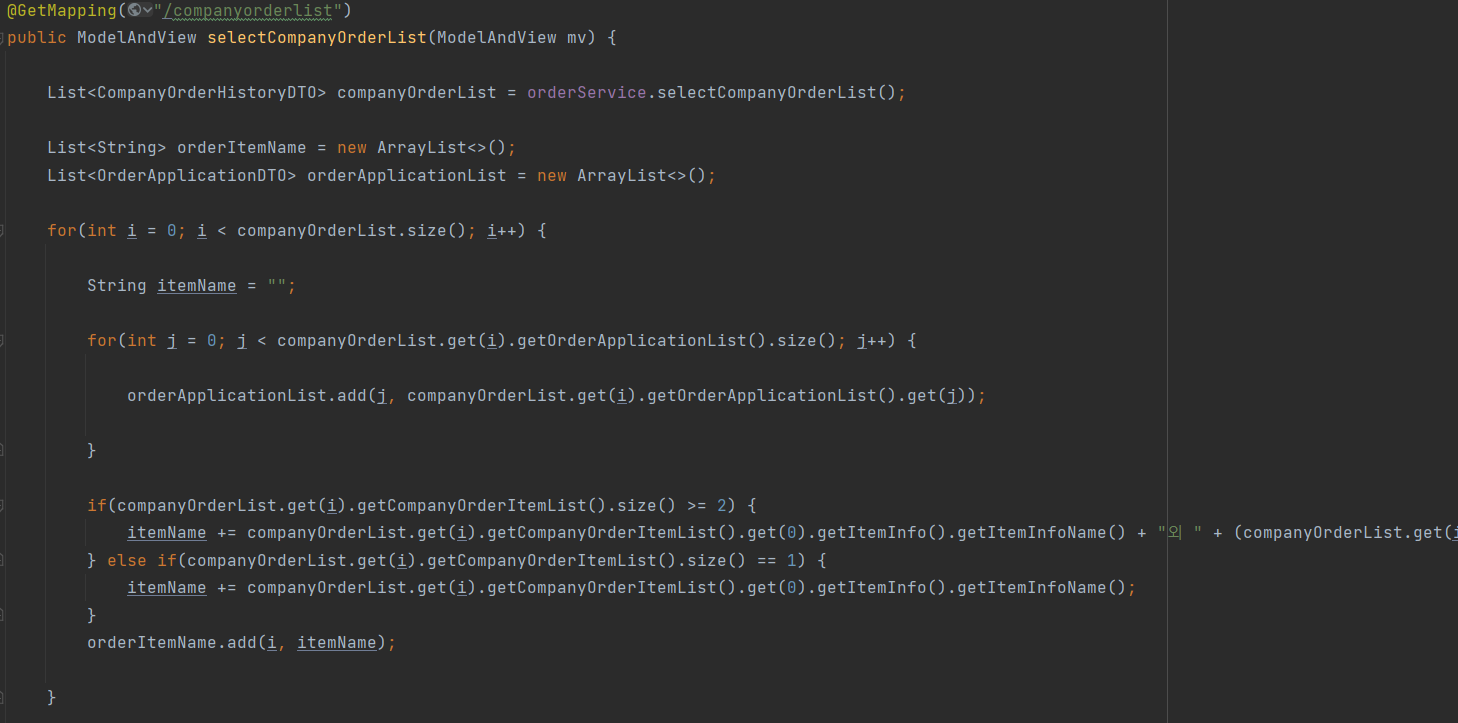 @GetMapping("/companyorderlist")
public ModelAndView selectCompanyOrderList(ModelAndView mv) {
List<CompanyOrderHistoryDTO> companyOrderList = orderService.selectCompanyOrderList();
List<String> orderItemName = new ArrayList<>();
List<OrderApplicationDTO> orderApplicationList = new ArrayList<>();
for(int i = 0; i < companyOrderList.size(); i++) {
String itemName = "";
for(int j = 0; j < companyOrderList.get(i).getOrderApplicationList().size(); j++) {
orderApplicationList.add(j, companyOrderList.get(i).getOrderApplicationList().get(j));
}
if(companyOrderList.get(i).getCompanyOrderItemList().size() >= 2) {
itemName += companyOrderList.get(i).getCompanyOrderItemList().get(0).getItemInfo().getItemInfoName() + "외 " + (companyOrderList.get(i
} else if(companyOrderList.get(i).getCompanyOrderItemList().size() == 1) {
itemName += companyOrderList.get(i).getCompanyOrderItemList().get(0).getItemInfo().getItemInfoName();
}
orderItemName.add(i, itemName);
}